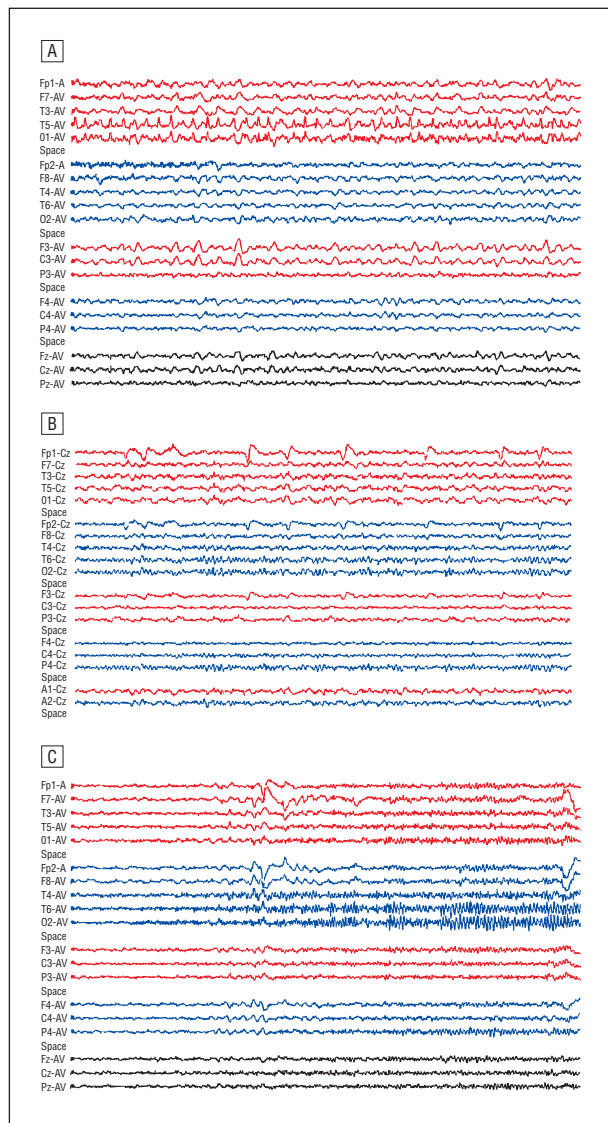 A
Fp1-A
F7-AV
T3-AV
T5-AV
01-AV
Space
Fp2-A
F8-AV
T4-AV
T6-AV
O2-AV
Space
F3-AV
C3-AV
P3-AV
Space
F4-AV
C4-AV
P4-AV
Space
Fz-AV
Cz-AV
Pz-AV
B
Fp1-Cz
F7-Cz
T3-Cz
T5-Cz
01-Cz
Space
Fp2-Cz
F8-Cz
T4-Cz
T6-Cz
O2-Cz
Space
F3-Cz
C3-Cz
P3-Cz
Space
F4-Cz
C4-Cz
P4-Cz
Space
A1-Cz
A2-Cz
Space
C
Fp1-A
F7-AV
T3-AV
T5-AV
01-AV
Space
Fp2-A
F8-AV
T4-AV
T6-AV
O2-AV
Space
F3-AV
C3-AV
P3-AV
Space
F4-AV
C4-AV
P4-AV
Space
Fz-AV
Cz-AV
Pz-AV